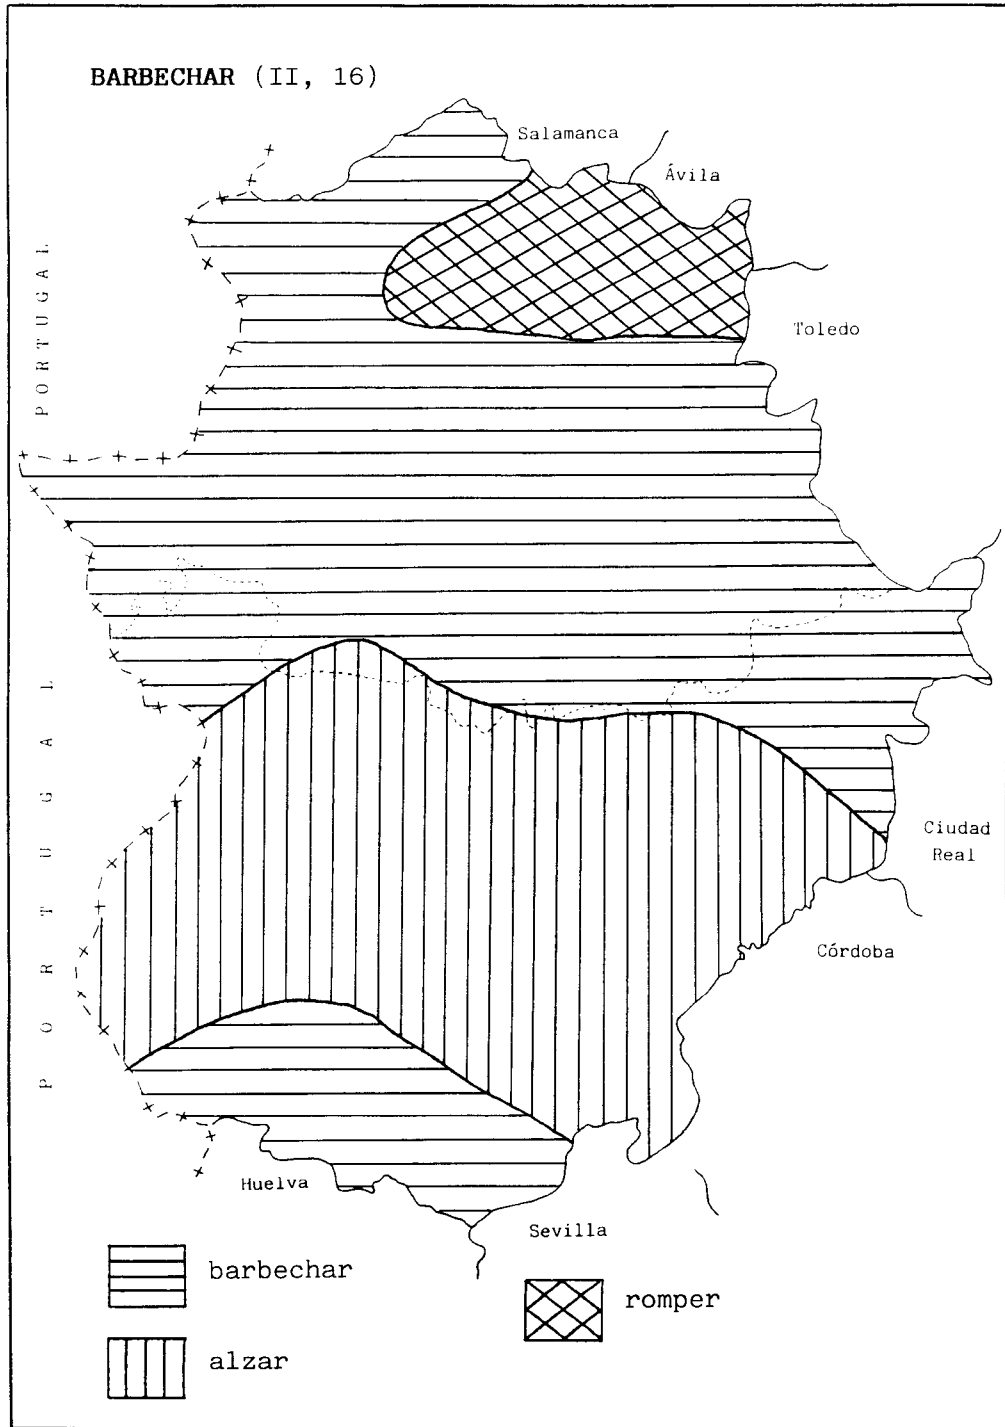 BARBECHAR (II, 16)
Salamanca
Ávila
PORTUGAL
Toledo
PORTUGAL
Ciudad
Real
Córdoba
Huelva
Sevilla
barbechar
romper
alzar